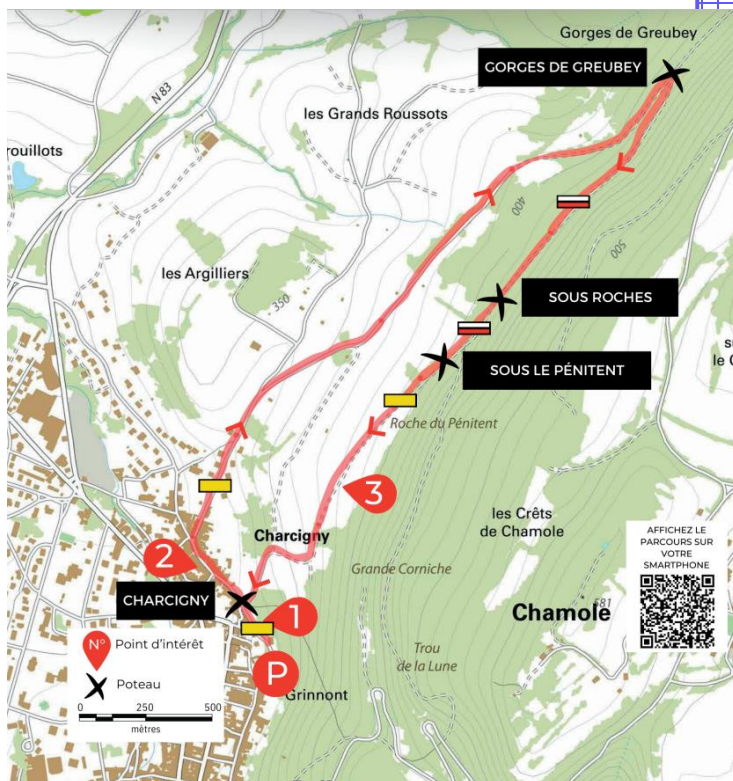 Gorges de Greubey
GORGES DE GREUBEY
N 83
les Grands Roussots
rouillots
400
500
les Argilliers
350
SOUS ROCHES
su
le C
SOUS LE PÉNITENT
Roche du Pénitent
3
les Crêts
de Chamole
Charcigny
2
AFFICHEZ LE
PARCOURS SUR
VOTRE
SMARTPHONE
Grande Corniche
CHARCIGNY
581
Chamole
1
N° Point d'intérêt
Trou
de la Lune
P
Poteau
Grinnont
0 250 500
mètres